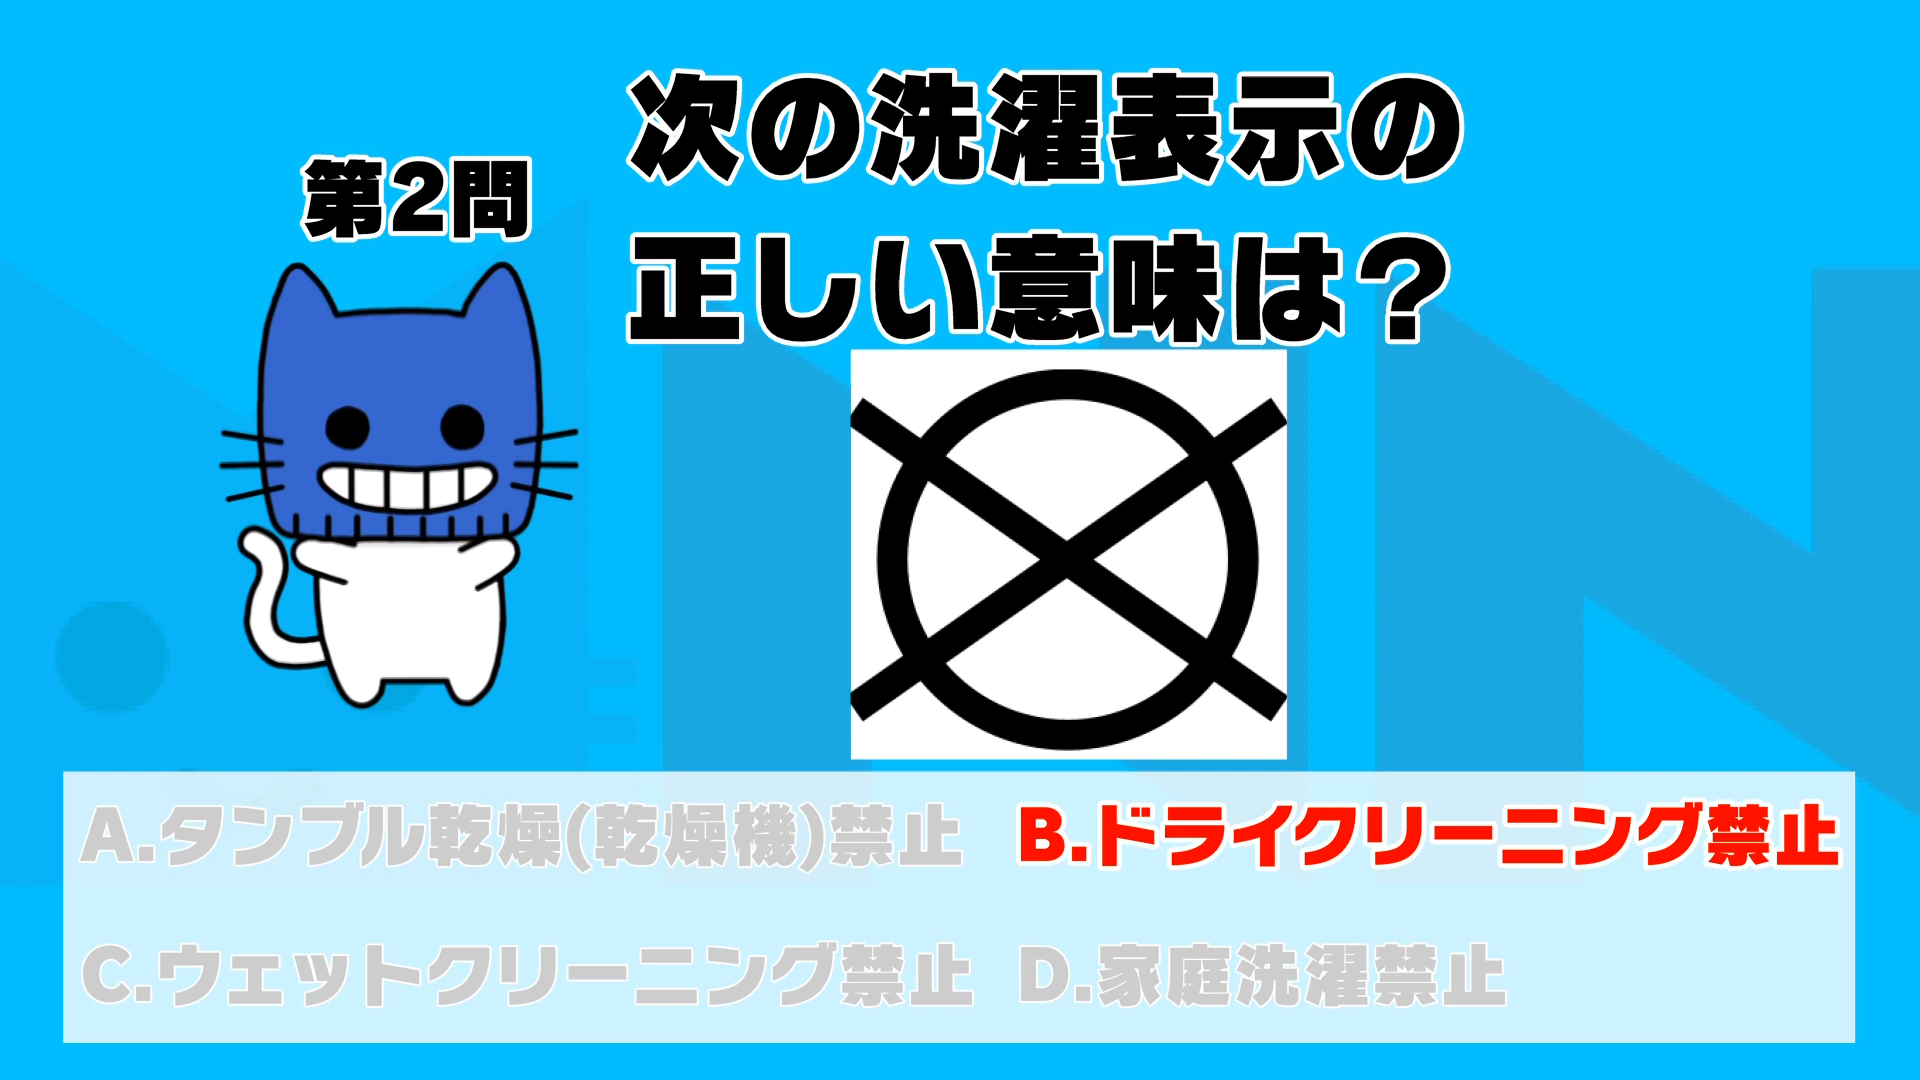 第2問
次の洗濯表示の
正しい意味は?
A.タンブル乾燥(乾燥機)禁止
B.ドライクリーニング禁止
C.ウェットクリーニング禁止
D.家庭洗濯禁止